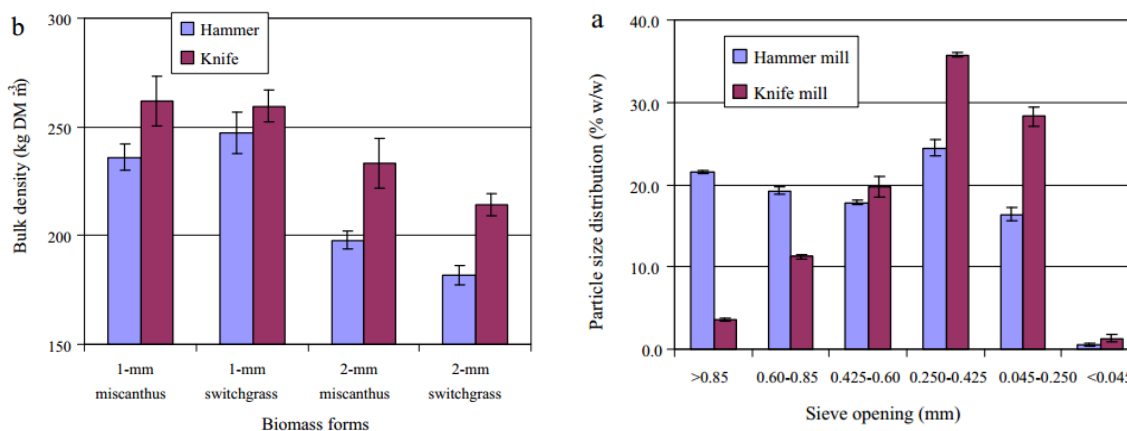 b
300
250
200
150
Bulk density (kg DM m-3)
Hammer
Knife
1-mm miscanthus
1-mm switchgrass
2-mm miscanthus
2-mm switchgrass
Biomass forms
a
40.0
30.0
20.0
10.0
0.0
Particle size distribution (% w/w)
Hammer mill
Knife mill
>0.85
0.60-0.85
0.425-0.60
0.250-0.425
0.045-0.250
<0.045
Sieve opening (mm)